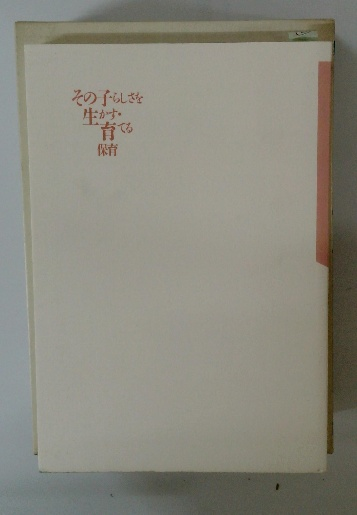 その子らしさを
生かす・
育てる
保育